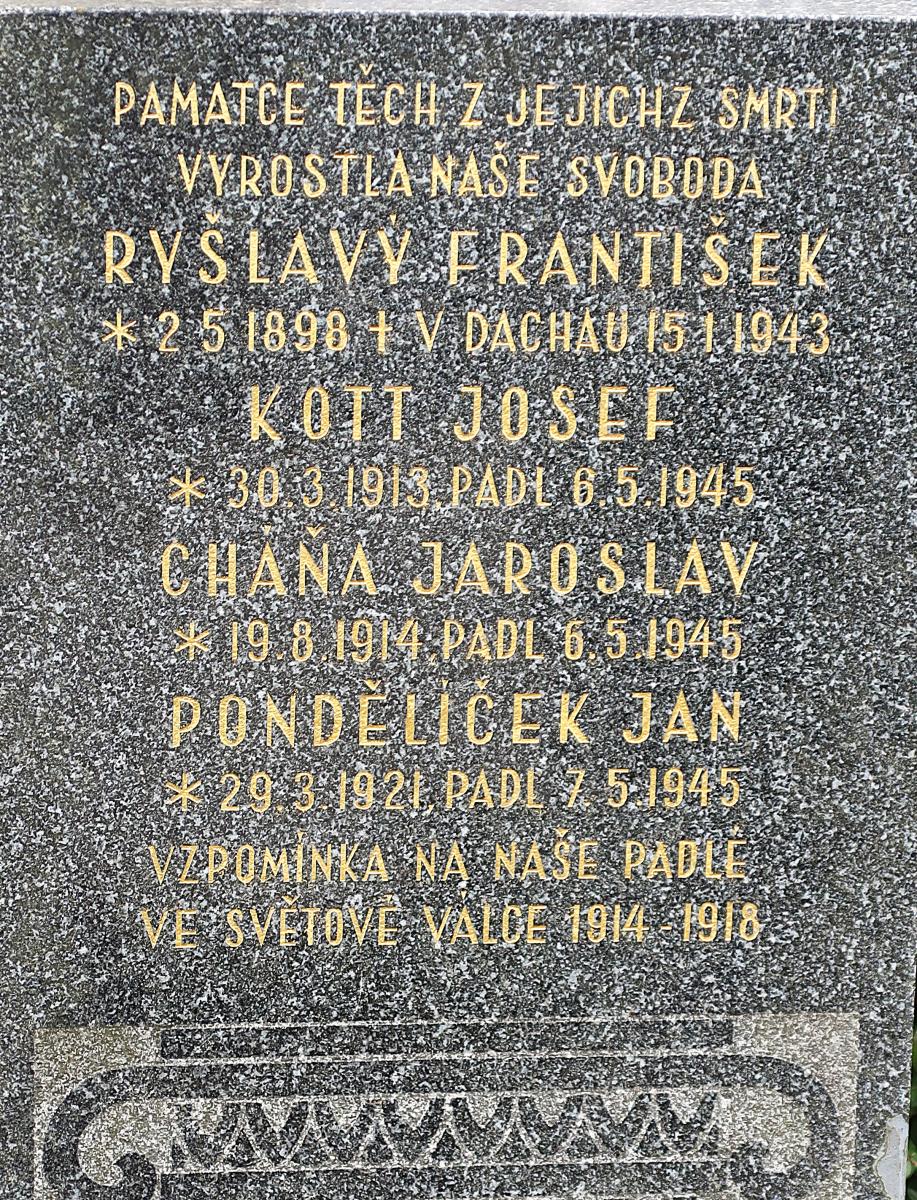 PAMATCE TĚCH Z JEJICHZ SMRTI
VYROSTLA NAŠE SVOBODA
RYŠLAVÝ FRANTIŠEK
* 2 5 1898 † V DACHAU 15 1 1943
KOTT JOSEF
* 30.3.1913, PADL 6.5.1945
CHÁŇA JAROSLAV
* 19.8.1914, PADL 6.5.1945
PONDĚLÍČEK JAN
* 29.3.1921, PADL 7.5.1945
VZPOMÍNKA NA NAŠE PADLÉ
VE SVĚTOVÉ VÁLCE 1914-1918